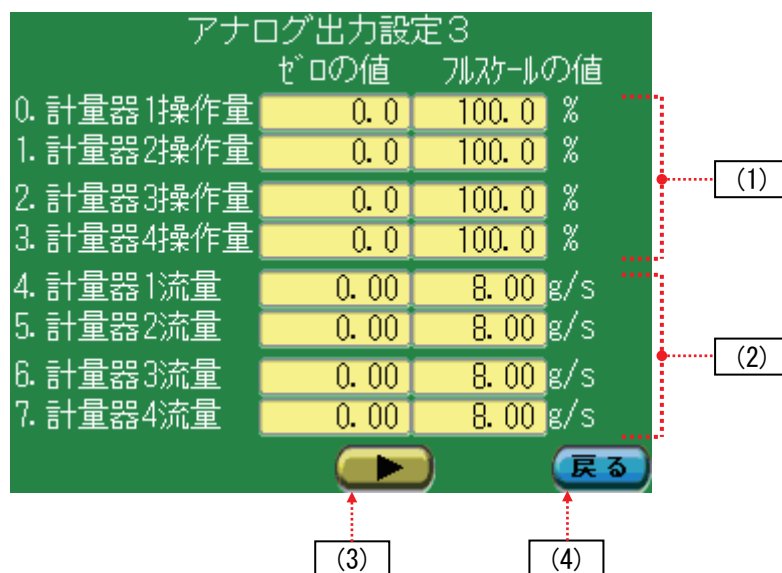 アナログ出力設定3
ｾﾞﾛの値 ﾌﾙｽｹｰﾙの値
0. 計量器1操作量 0.0 100.0 %
1. 計量器2操作量 0.0 100.0 %
(1)
2. 計量器3操作量 0.0 100.0 %
3. 計量器4操作量 0.0 100.0 %
4. 計量器1流量 0.00 8.00 g/s
5. 計量器2流量 0.00 8.00 g/s
(2)
6. 計量器3流量 0.00 8.00 g/s
7. 計量器4流量 0.00 8.00 g/s
▶ 戻る
(3) (4)